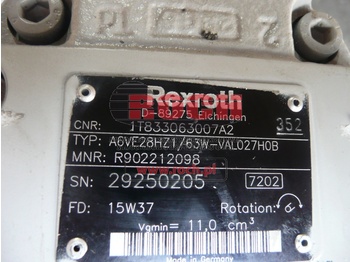 Rexroth
D-89275 Elchingen
CNR: 1T833063007A2 352
TYP: A6VE28HZ1/63W-VAL027H0B
MNR: R902212098
SN: 29250205 7202
FD: 15W37 Rotation:
Vgmin= 11,0 cm³
Made in Germany